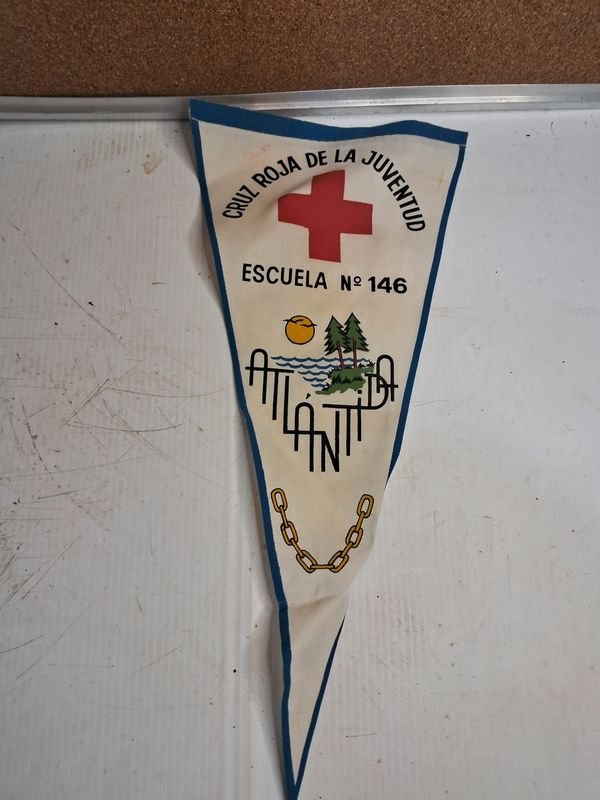 CRUZ ROJA DE LA JUVENTUD
ESCUELA Nº 146
ATLÁNTiDA